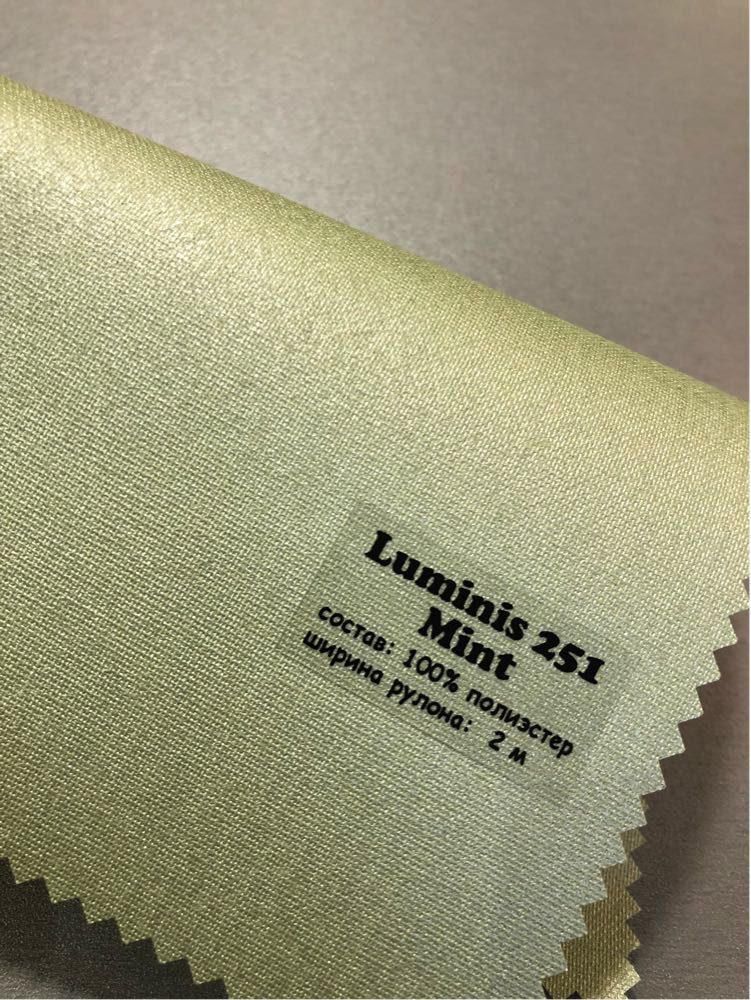 Luminis 251
Mint
состав: 100% полиэстер
ширина рулона: 2 м